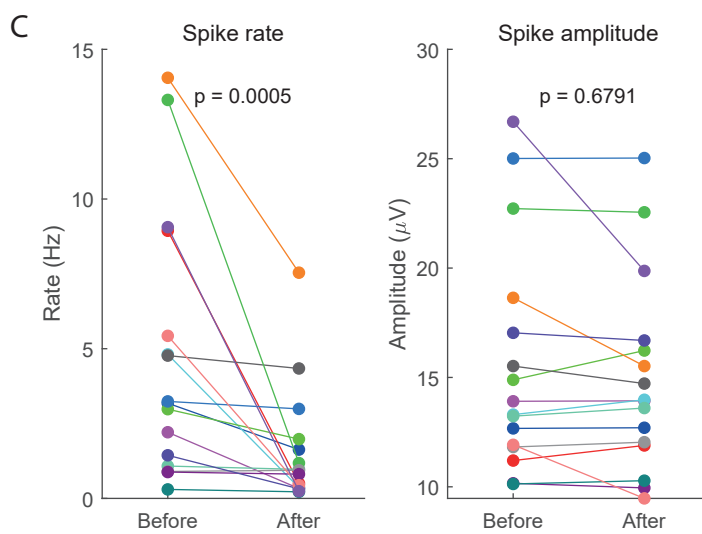 C
Spike rate
p = 0.0005
Rate (Hz)
15
10
5
0
Before
After
Spike amplitude
p = 0.6791
Amplitude (μV)
30
25
20
15
10
Before
After